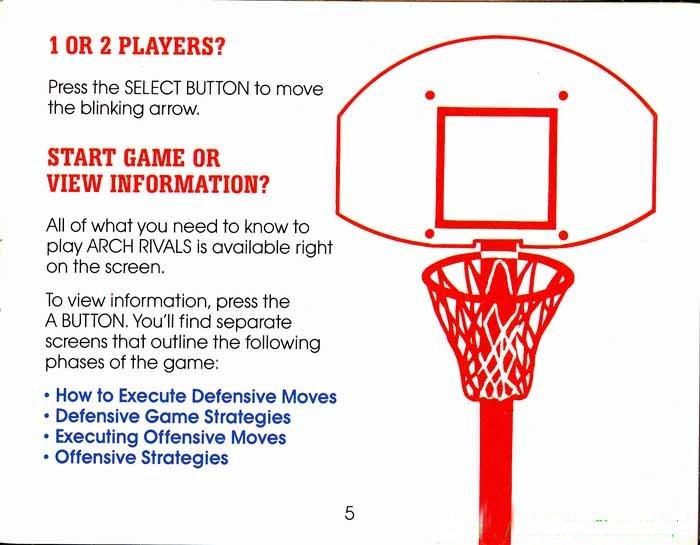 1 OR 2 PLAYERS?
Press the SELECT BUTTON to move
the blinking arrow.
START GAME OR
VIEW INFORMATION?
All of what you need to know to
play ARCH RIVALS is available right
on the screen.
To view information, press the
A BUTTON. You'll find separate
screens that outline the following
phases of the game:
• How to Execute Defensive Moves
• Defensive Game Strategies
• Executing Offensive Moves
• Offensive Strategies
5